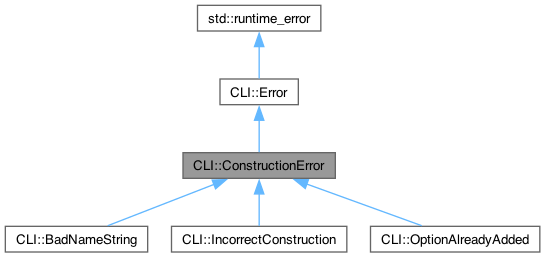 std::runtime_error
CLI::Error
CLI::ConstructionError
CLI::BadNameString
CLI::IncorrectConstruction
CLI::OptionAlreadyAdded